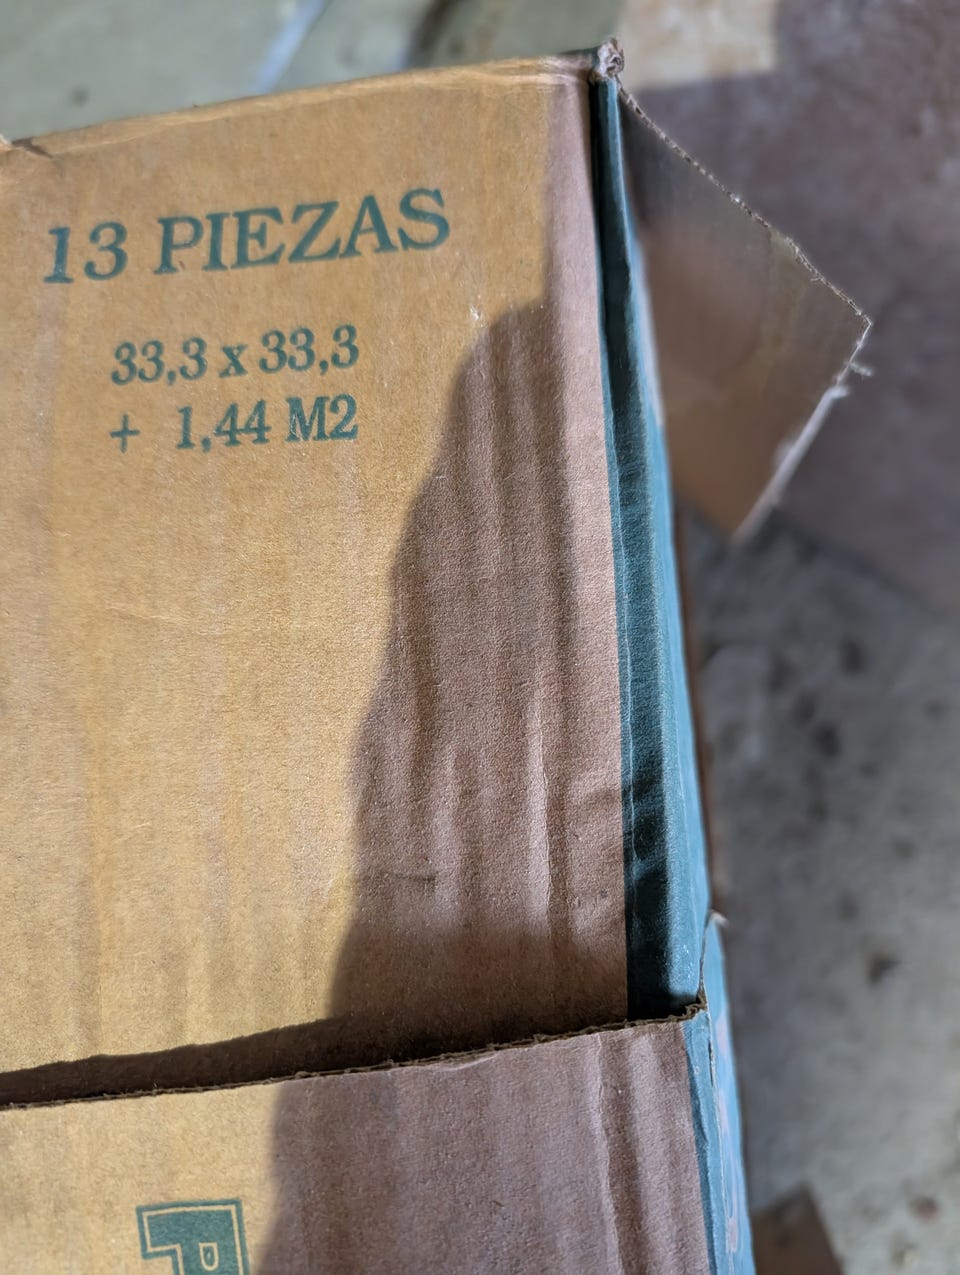 13 PIEZAS
33,3 x 33,3
+ 1,44 M2
P